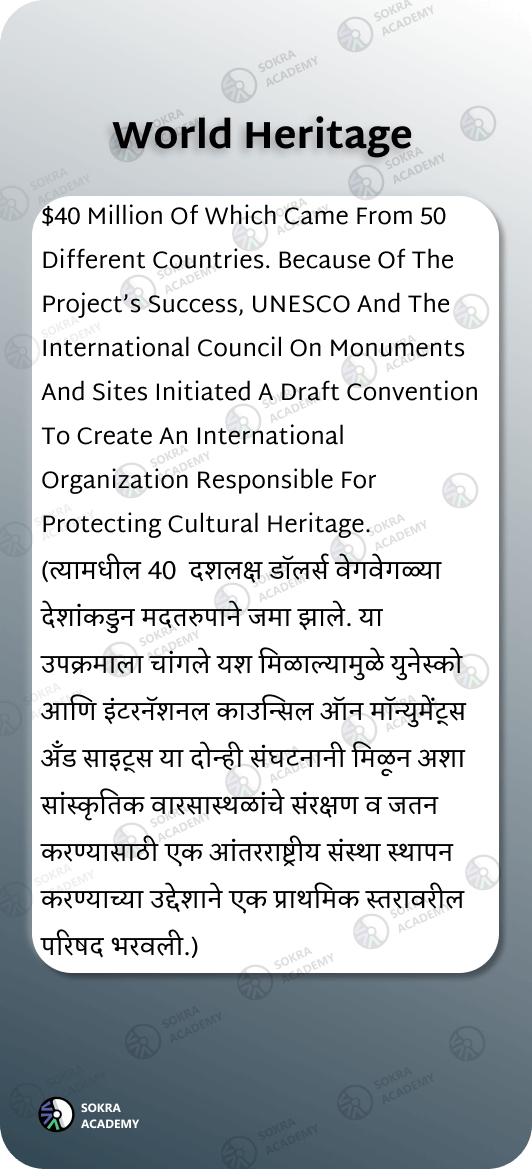 World Heritage
$40 Million Of Which Came From 50
Different Countries. Because Of The
Project’s Success, UNESCO And The
International Council On Monuments
And Sites Initiated A Draft Convention
To Create An International
Organization Responsible For
Protecting Cultural Heritage.
(त्यामधील 40 दशलक्ष डॉलर्स वेगवेगळ्या
देशांकडुन मदतरुपाने जमा झाले. या
उपक्रमाला चांगले यश मिळाल्यामुळे युनेस्को
आणि इंटरनॅशनल काउन्सिल ऑन मॉन्युमेंट्स
अँड साइट्स या दोन्ही संघटनानी मिळून अशा
सांस्कृतिक वारसास्थळांचे संरक्षण व जतन
करण्यासाठी एक आंतरराष्ट्रीय संस्था स्थापन
करण्याच्या उद्देशाने एक प्राथमिक स्तरावरील
परिषद भरवली.)
SOKRA
ACADEMY